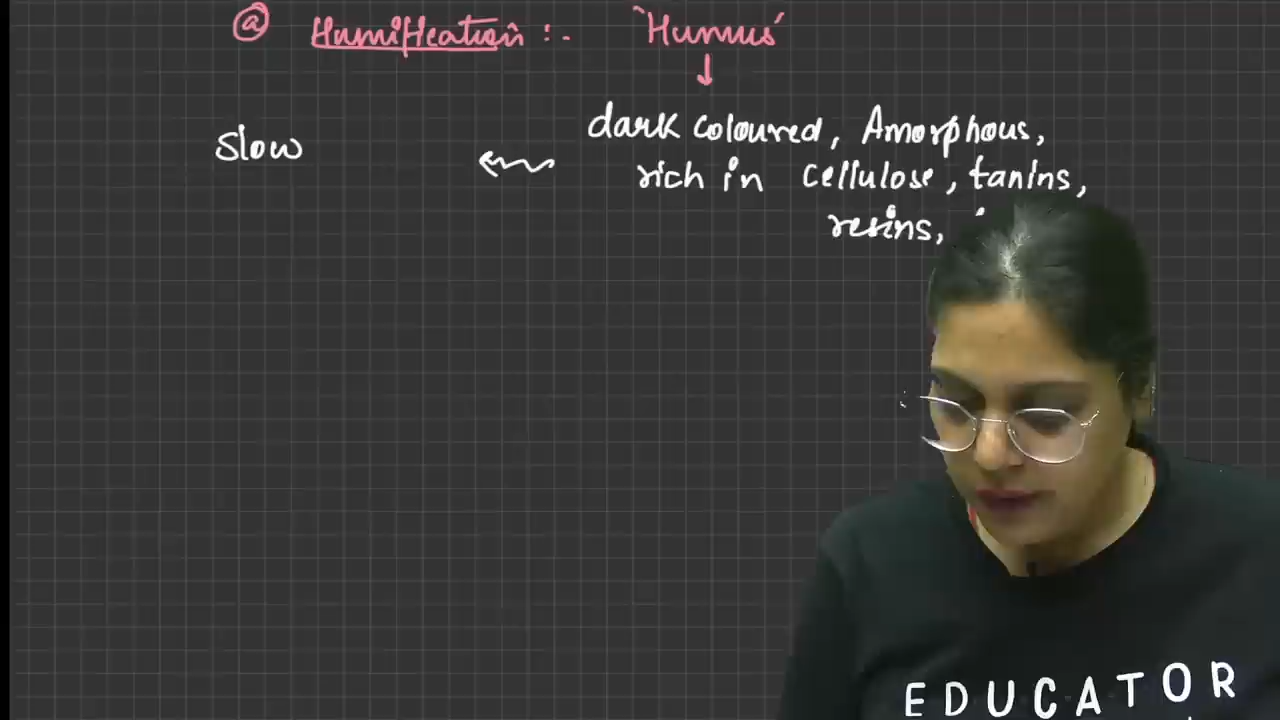 @ Humification :- 'Humus'
↓
dark coloured, Amorphous,
slow
rich in cellulose, tanins,
resins,
EDUCATOR